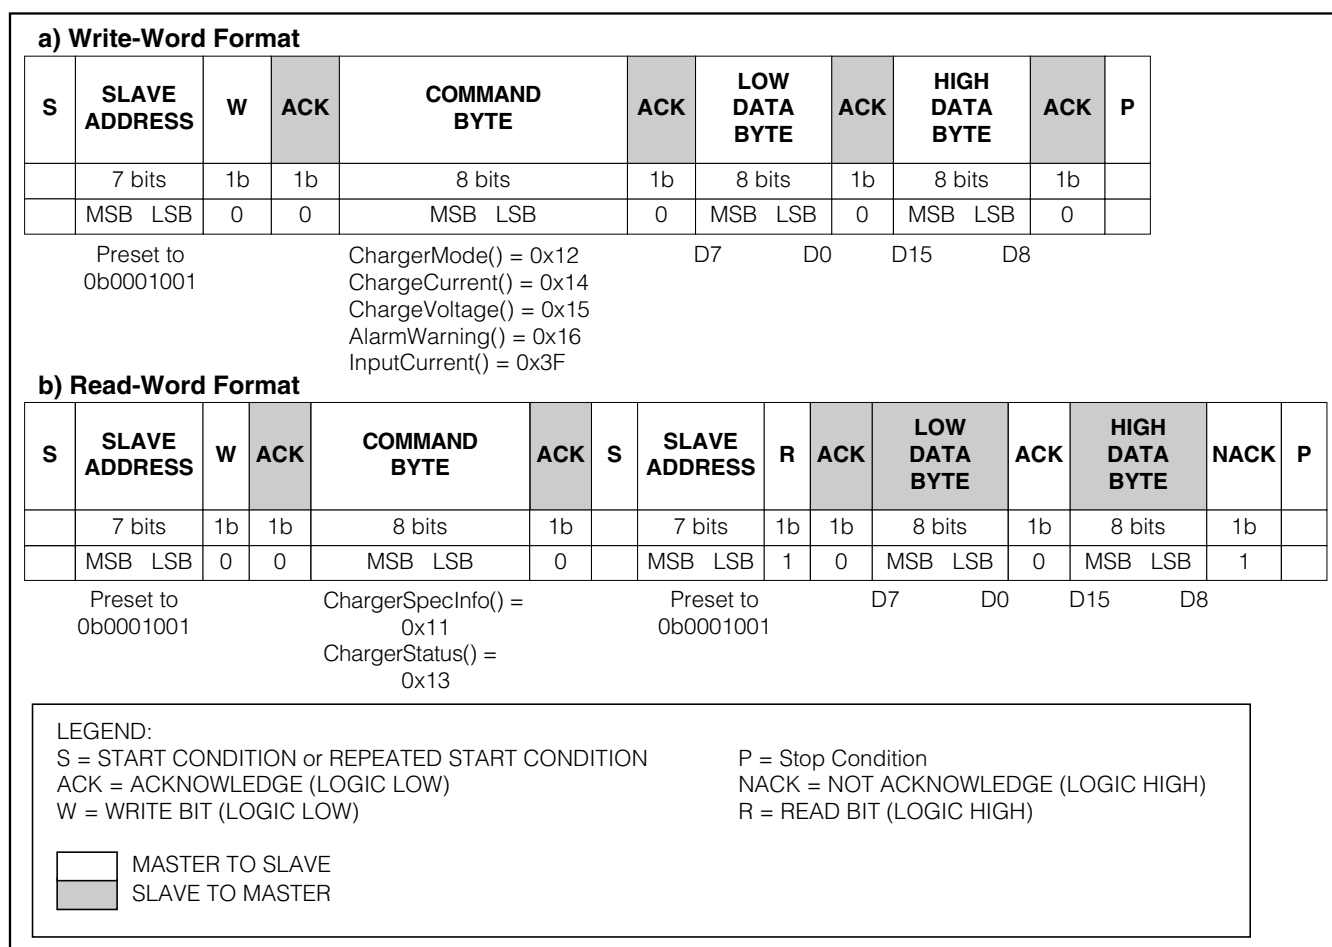 a) Write-Word Format
S SLAVE ADDRESS W ACK COMMAND BYTE ACK LOW DATA BYTE ACK HIGH DATA BYTE ACK P
7 bits 1b 1b 8 bits 1b 8 bits 1b 8 bits 1b
MSB LSB 0 0 MSB LSB 0 MSB LSB 0 MSB LSB 0
Preset to 0b0001001
ChargerMode() = 0x12
ChargeCurrent() = 0x14
ChargeVoltage() = 0x15
AlarmWarning() = 0x16
InputCurrent() = 0x3F
D7 D0 D15 D8
b) Read-Word Format
S SLAVE ADDRESS W ACK COMMAND BYTE ACK S SLAVE ADDRESS R ACK LOW DATA BYTE ACK HIGH DATA BYTE NACK P
7 bits 1b 1b 8 bits 1b 7 bits 1b 1b 8 bits 1b 8 bits 1b
MSB LSB 0 0 MSB LSB 0 MSB LSB 1 0 MSB LSB 0 MSB LSB 1
Preset to 0b0001001
ChargerSpecInfo() =
0x11
ChargerStatus() =
0x13
Preset to 0b0001001
D7 D0 D15 D8
LEGEND:
S = START CONDITION or REPEATED START CONDITION
ACK = ACKNOWLEDGE (LOGIC LOW)
W = WRITE BIT (LOGIC LOW)
P = Stop Condition
NACK = NOT ACKNOWLEDGE (LOGIC HIGH)
R = READ BIT (LOGIC HIGH)
MASTER TO SLAVE
SLAVE TO MASTER